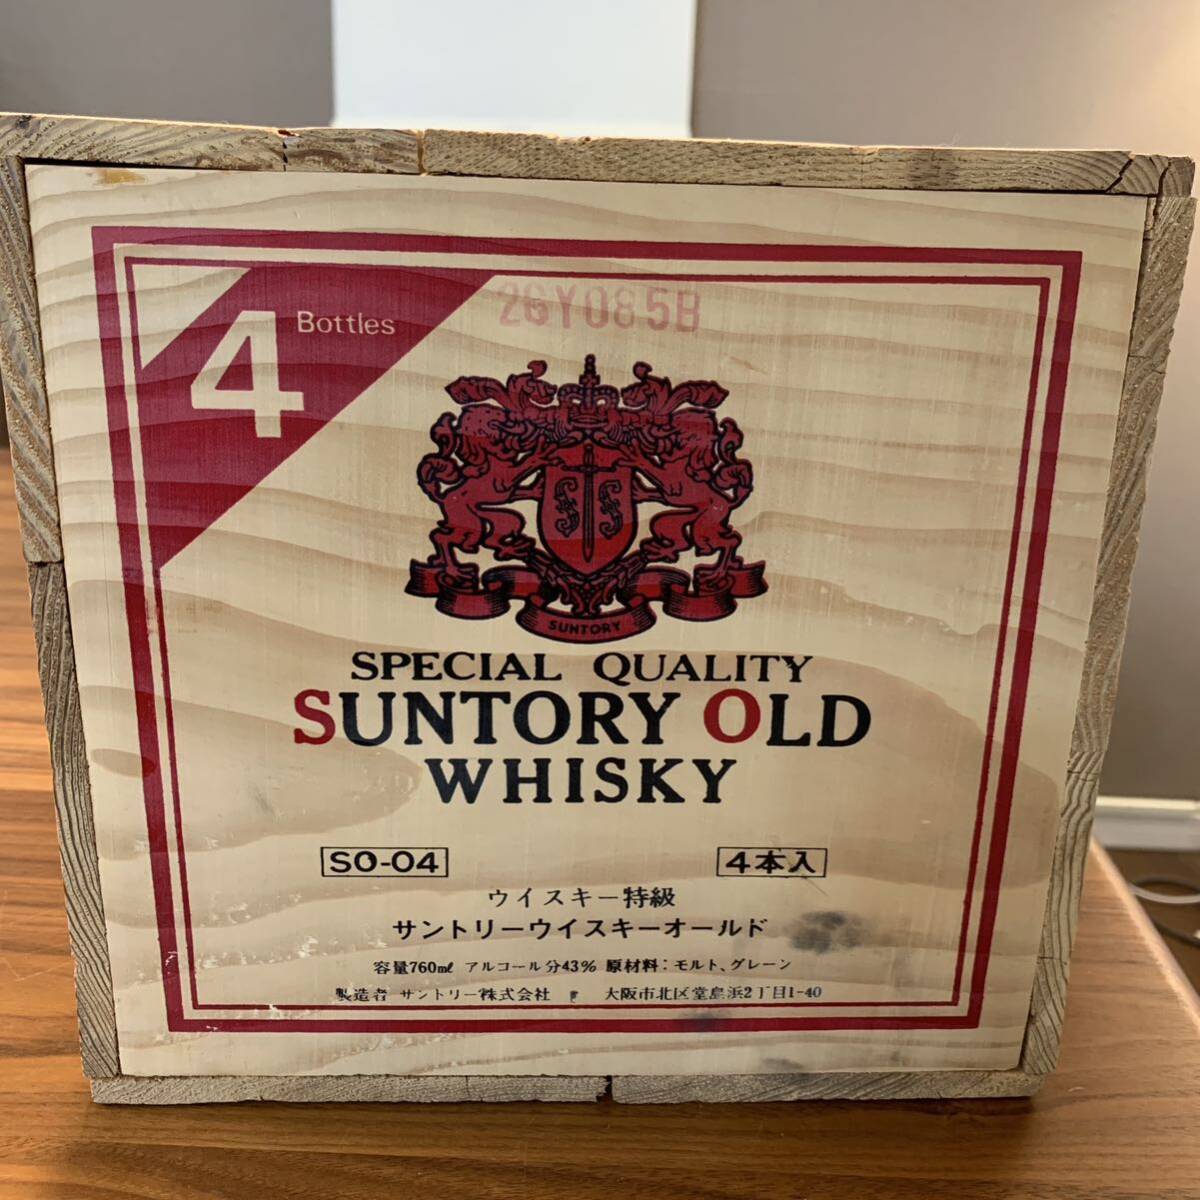 4 Bottles
26Y085B
SUNTORY
SPECIAL QUALITY
SUNTORY OLD
WHISKY
SO-04
4本入
ウイスキー特級
サントリーウイスキーオールド
容量760ml アルコール分43% 原材料:モルト、グレーン
製造者 サントリー株式会社 大阪市北区堂島浜2丁目1-40